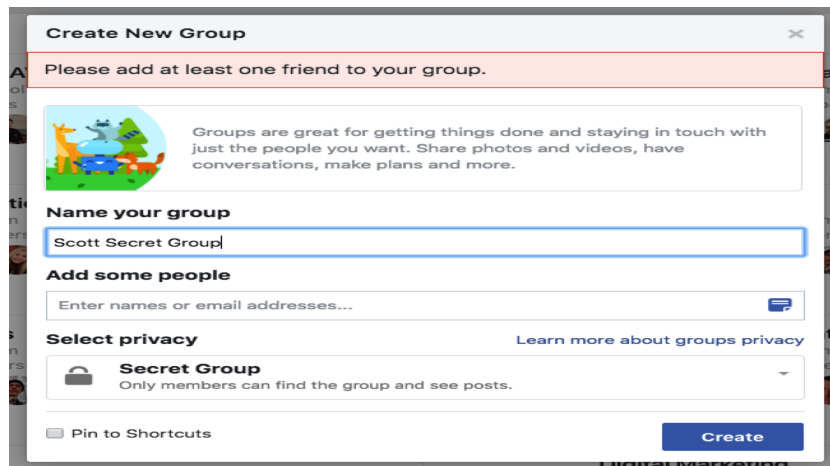 Create New Group
Please add at least one friend to your group.
Groups are great for getting things done and staying in touch with
just the people you want. Share photos and videos, have
conversations, make plans and more.
Name your group
Scott Secret Group
Add some people
Enter names or email addresses...
Select privacy
Learn more about groups privacy
Secret Group
Only members can find the group and see posts.
Pin to Shortcuts
Create
Digital Marketing